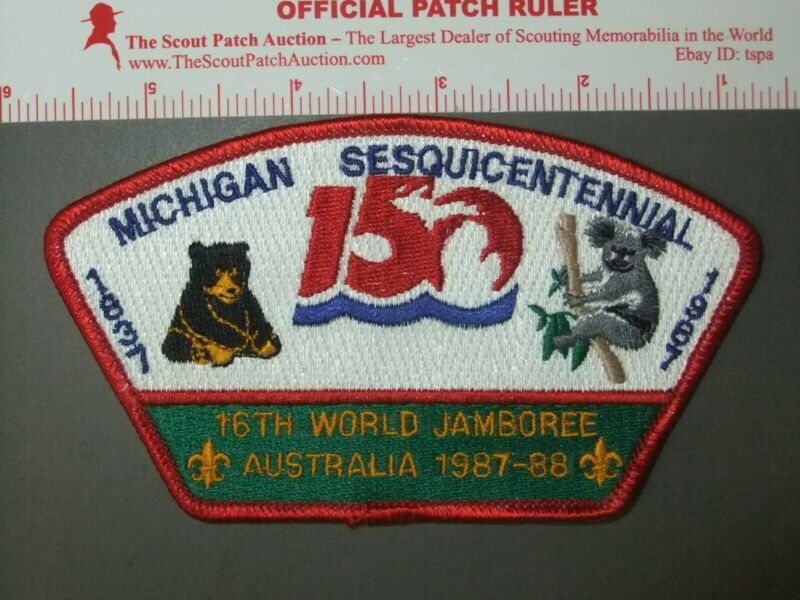 OFFICIAL PATCH RULER
The Scout Patch Auction – The Largest Dealer of Scouting Memorabilia in the World
www.TheScoutPatchAuction.com Ebay ID: tspa
6 5 4 3 2 1
MICHIGAN SESQUICENTENNIAL
150
1837
1987
16TH WORLD JAMBOREE
AUSTRALIA 1987-88